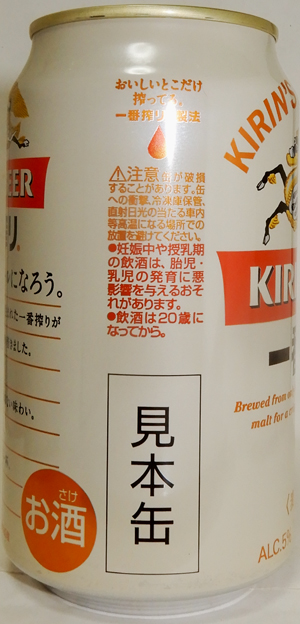 おいしいとこだけ
搾ってる。
一番搾り製法
⚠注意 缶が破損
することがあります。缶
への衝撃、冷凍庫保管、
直射日光の当たる車内
等高温になる場所での
放置を避けてください。
●妊娠中や授乳期
の飲酒は、胎児・
乳児の発育に悪
影響を与えるおそ
れがあります。
●飲酒は20歳に
なってから。
見本缶
さけ
お酒
EER
リ
になろう。
れた一番搾りが
ました。
い味わい。
KIRIN'S
KIR
Brewed from
malt for a
ALC.5%